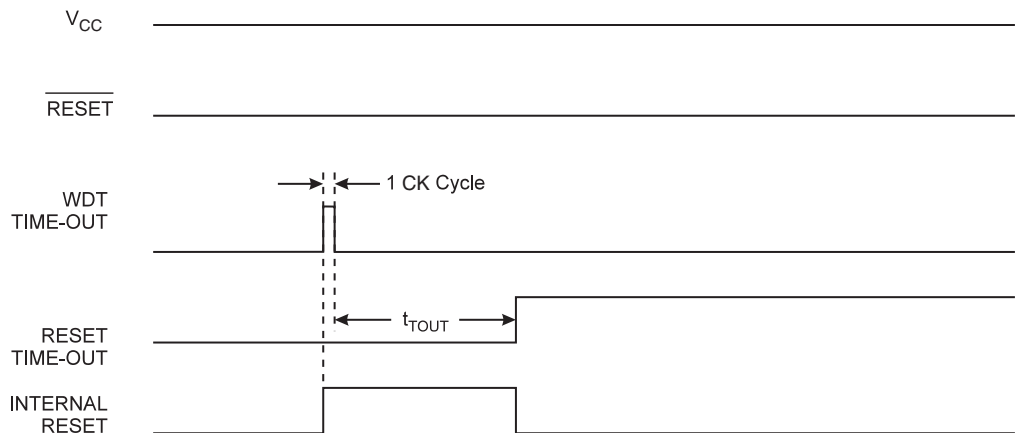 VCC
RESET
1 CK Cycle
WDT
TIME-OUT
tTOUT
RESET
TIME-OUT
INTERNAL
RESET